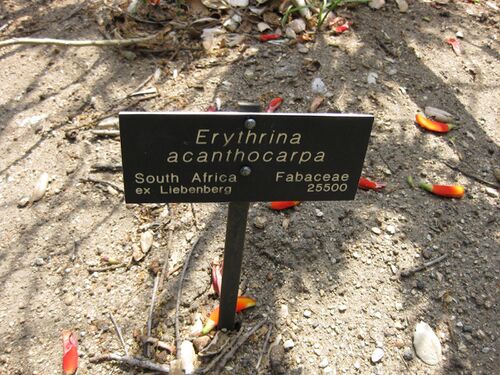 Erythrina
acanthocarpa
South Africa Fabaceae
ex Liebenberg 25500